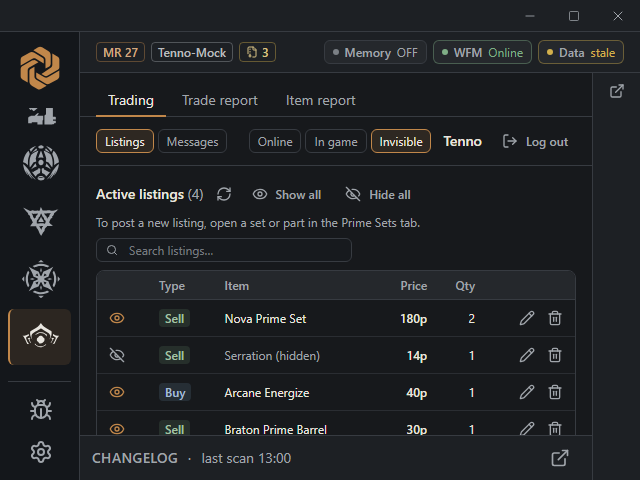 MR 27 Tenno-Mock 3 Memory OFF WFM Online Data stale
Trading Trade report Item report
Listings Messages Online In game Invisible Tenno Log out
Active listings (4) Show all Hide all
To post a new listing, open a set or part in the Prime Sets tab.
Search listings...
Type Item Price Qty
Sell Nova Prime Set 180p 2
Sell Serration (hidden) 14p 1
Buy Arcane Energize 40p 1
Sell Braton Prime Barrel 30p 1
CHANGELOG · last scan 13:00